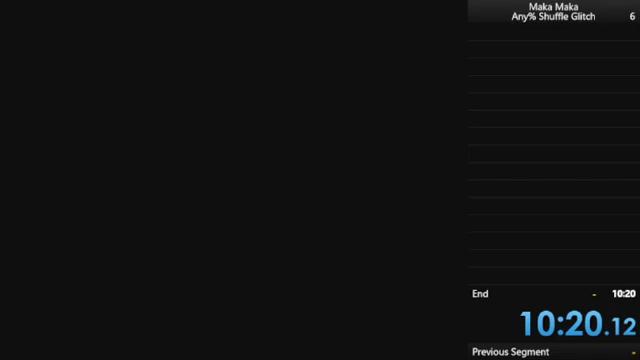 Maka Maka
Any% Shuffle Glitch 6
End - 10:20
10:20.12
Previous Segment -